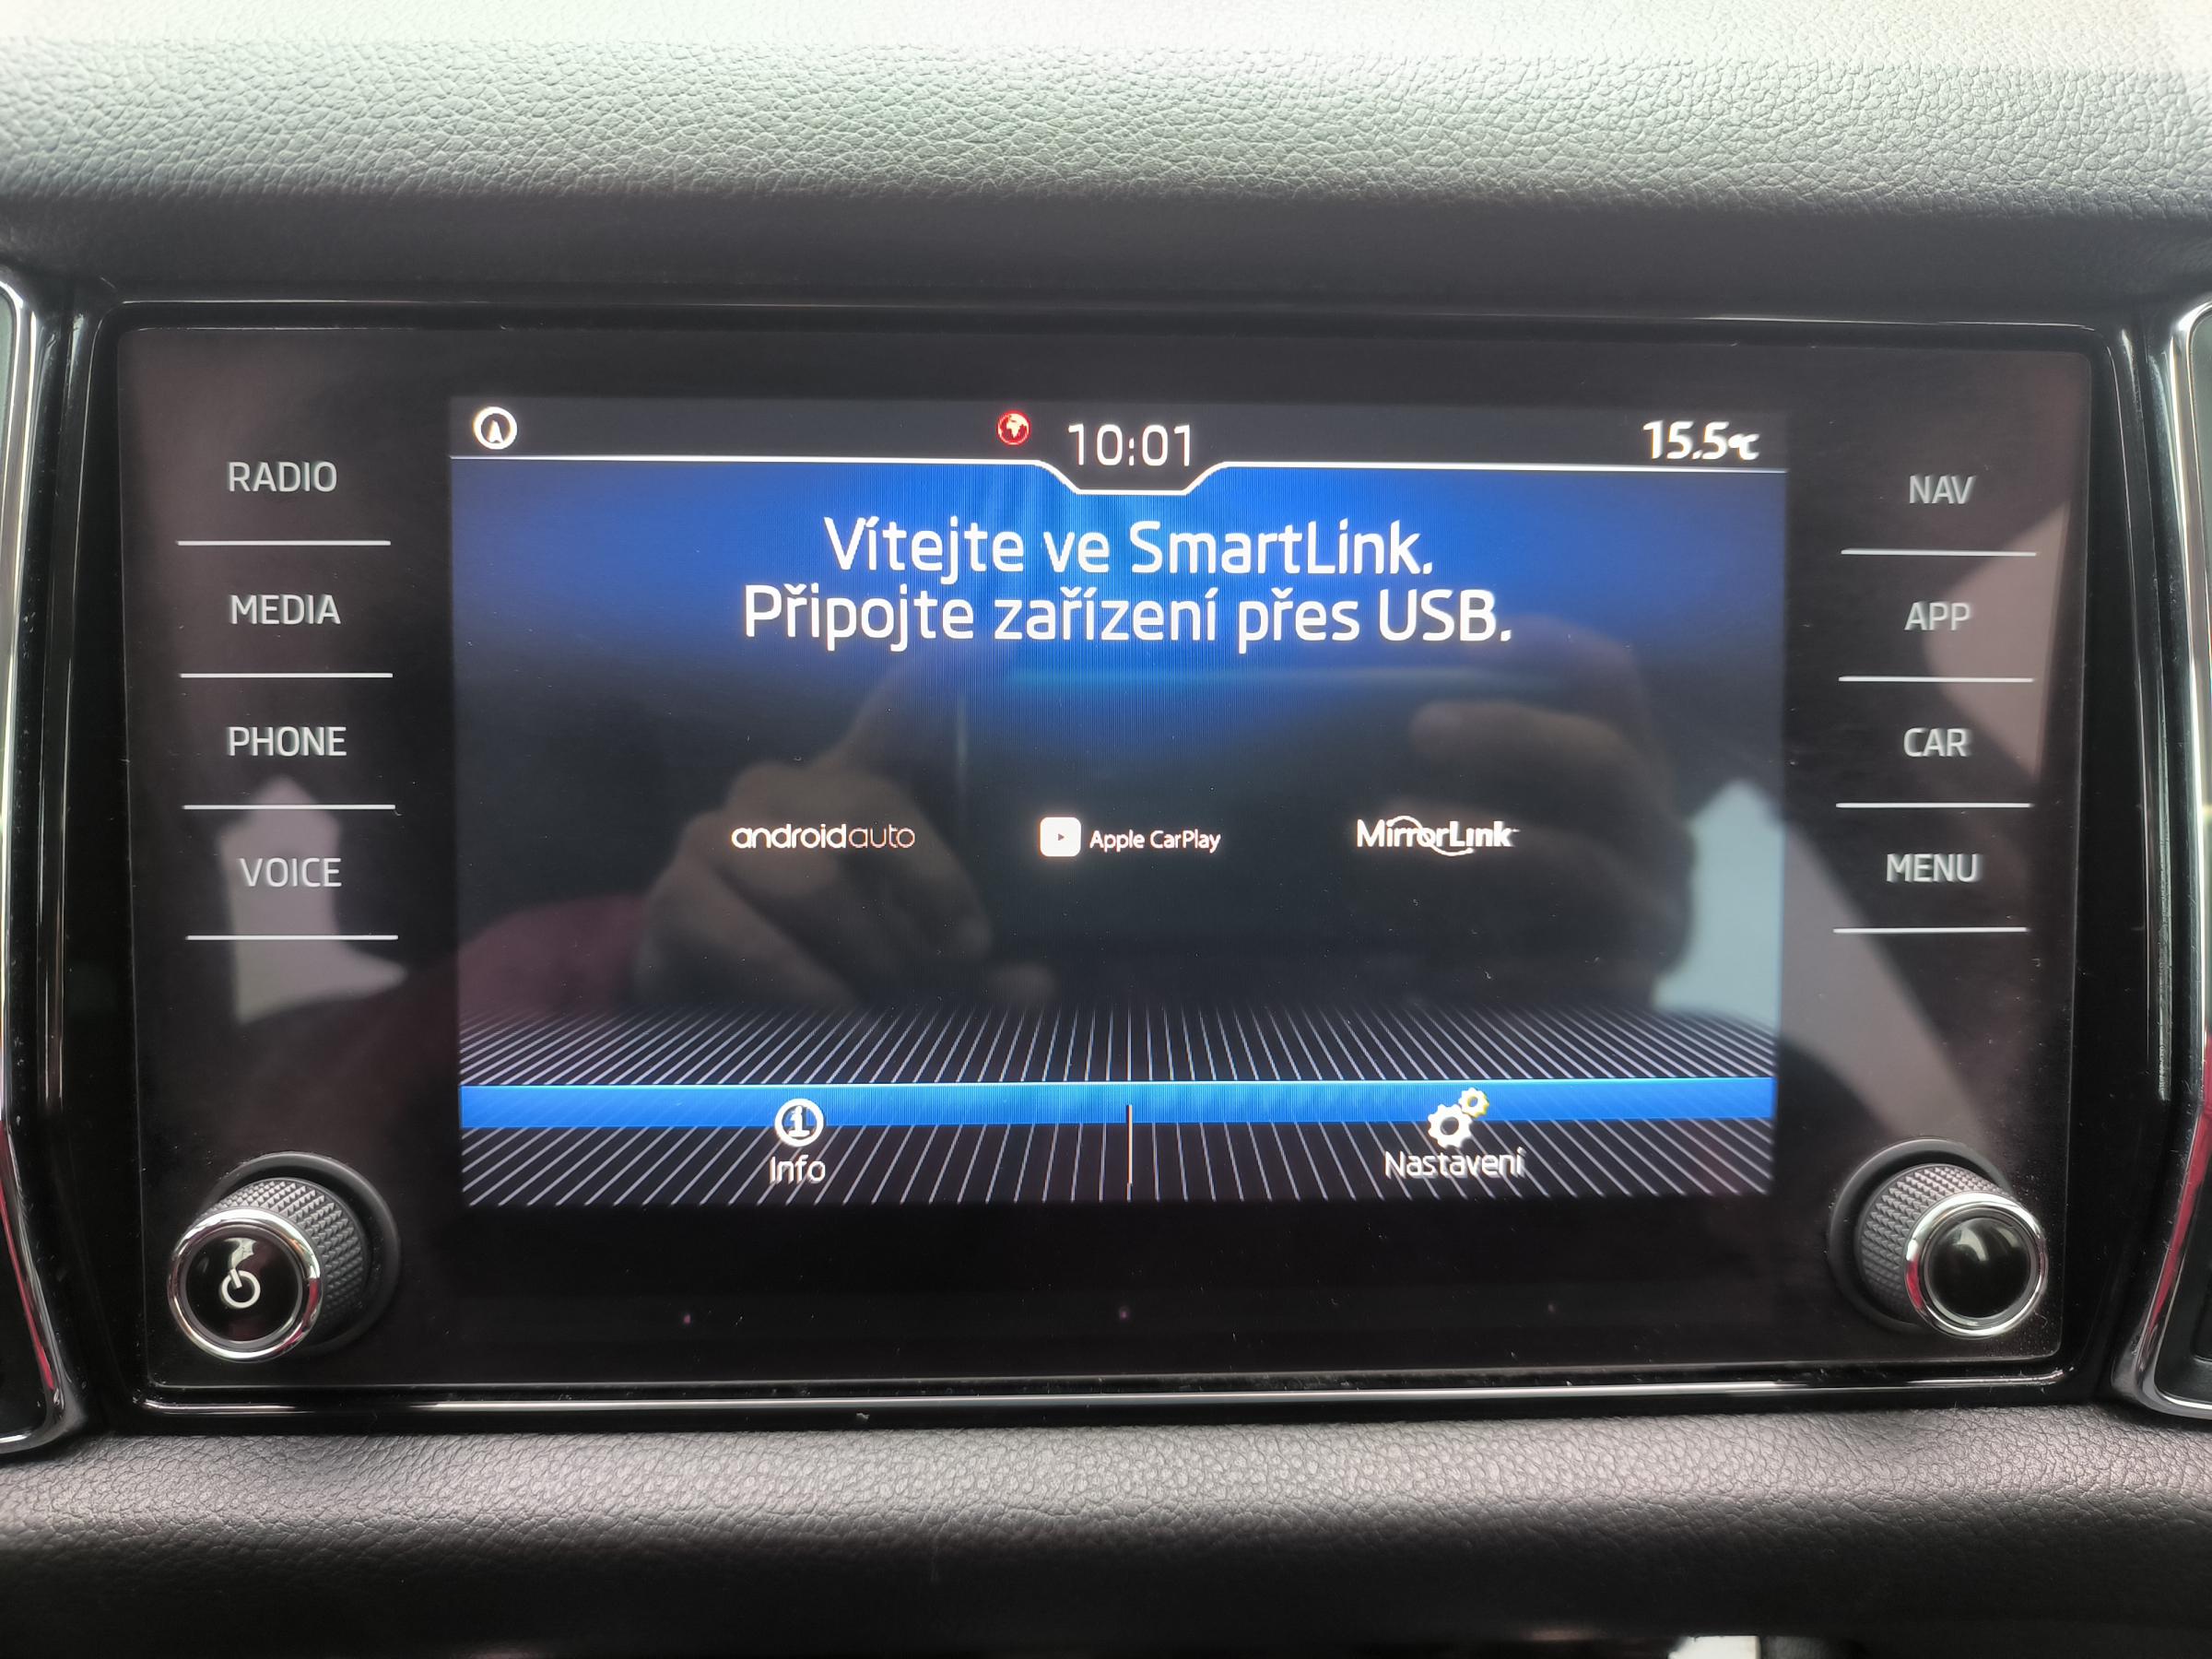 10:01
15.5°C
RADIO
MEDIA
PHONE
VOICE
Vítejte ve SmartLink.
Připojte zařízení přes USB.
androidauto
Apple CarPlay
MirrorLink
Info
Nastavení
NAV
APP
CAR
MENU